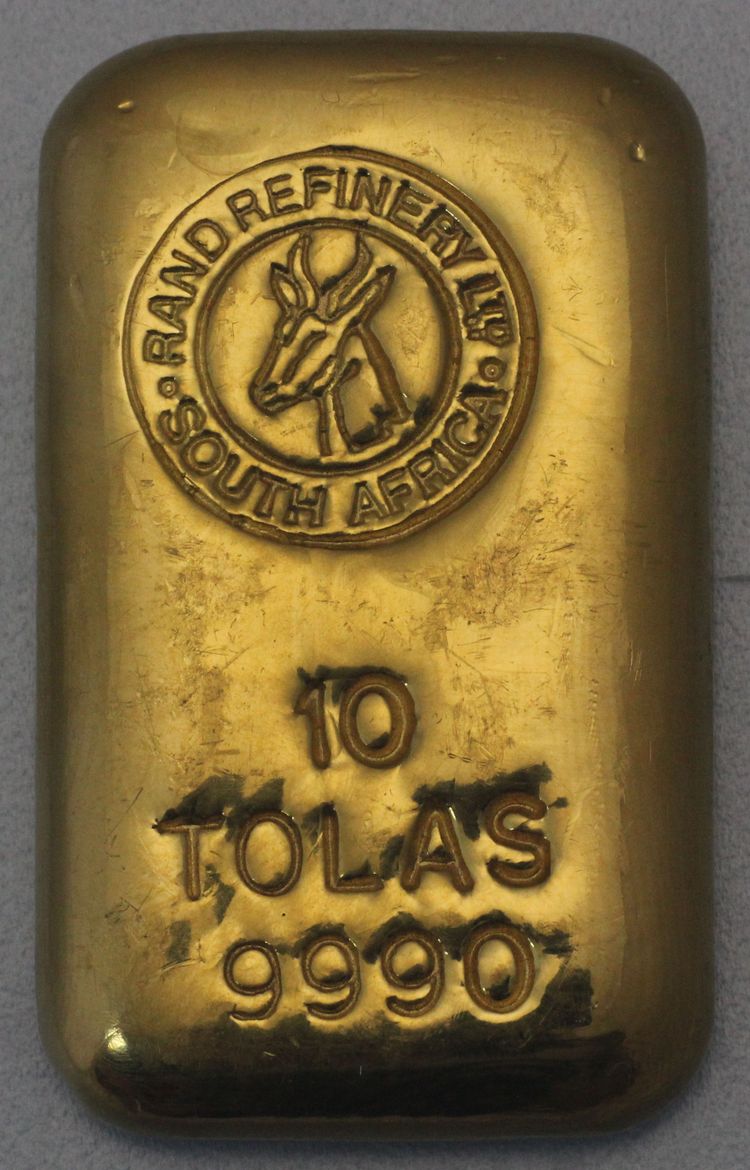 RAND REFINERY LTD
SOUTH AFRICA
10
TOLAS
9990